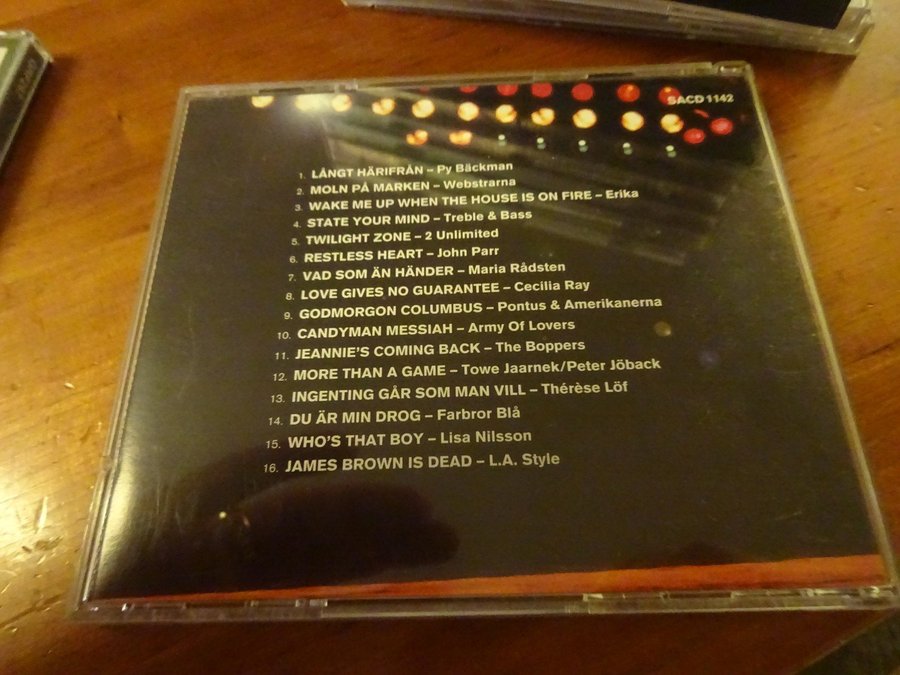 SACD 1142
1. LÅNGT HÄRIFRÅN – Py Bäckman
2. MOLN PÅ MARKEN – Webstrarna
3. WAKE ME UP WHEN THE HOUSE IS ON FIRE – Erika
4. STATE YOUR MIND – Treble & Bass
5. TWILIGHT ZONE – 2 Unlimited
6. RESTLESS HEART – John Parr
7. VAD SOM ÄN HÄNDER – Maria Rådsten
8. LOVE GIVES NO GUARANTEE – Cecilia Ray
9. GODMORGON COLUMBUS – Pontus & Amerikanerna
10. CANDYMAN MESSIAH – Army Of Lovers
11. JEANNIE'S COMING BACK – The Boppers
12. MORE THAN A GAME – Towe Jaarnek/Peter Jöback
13. INGENTING GÅR SOM MAN VILL – Thérèse Löf
14. DU ÄR MIN DROG – Farbror Blå
15. WHO'S THAT BOY – Lisa Nilsson
16. JAMES BROWN IS DEAD – L.A. Style